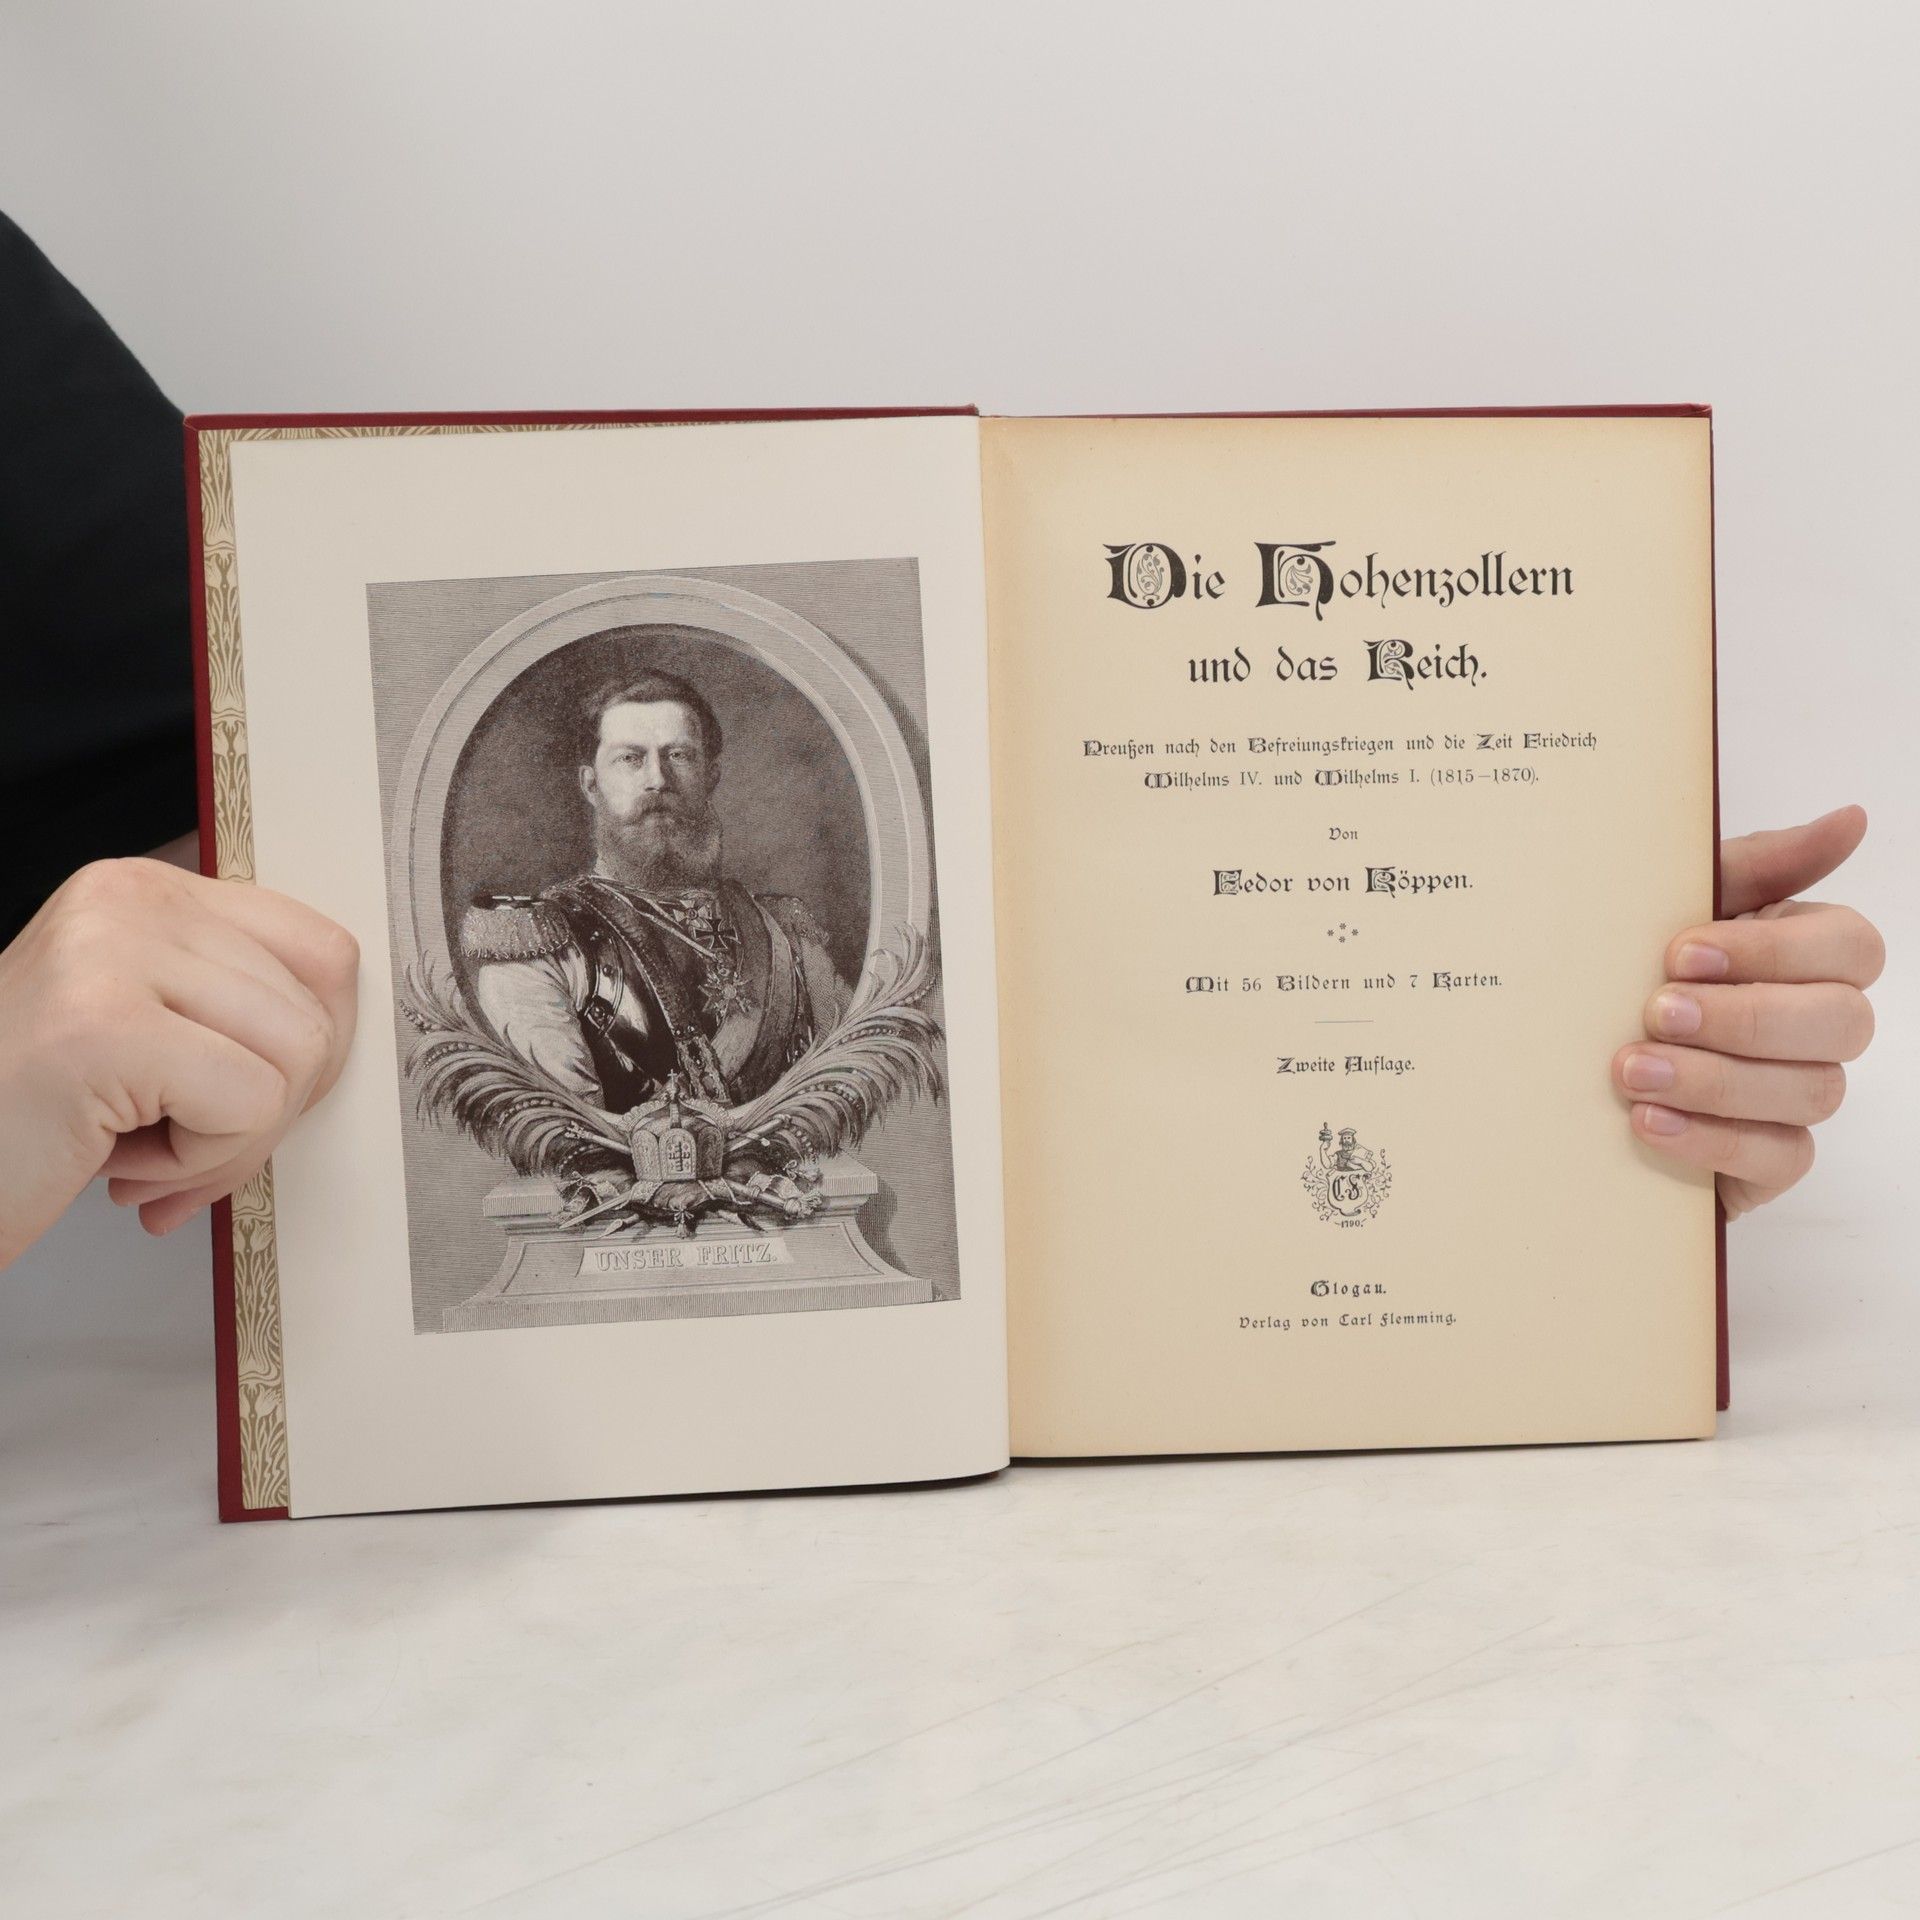 UNSER FRITZ.
Die Hohenzollern
und das Reich.
Preußen nach den Befreiungskriegen und die Zeit Friedrich
Wilhelms IV. und Wilhelms I. (1815–1870).
Von
Fedor von Köppen.
Mit 56 Bildern und 7 Karten.
Zweite Auflage.
C F
1790.
Glogau.
Verlag von Carl Flemming.